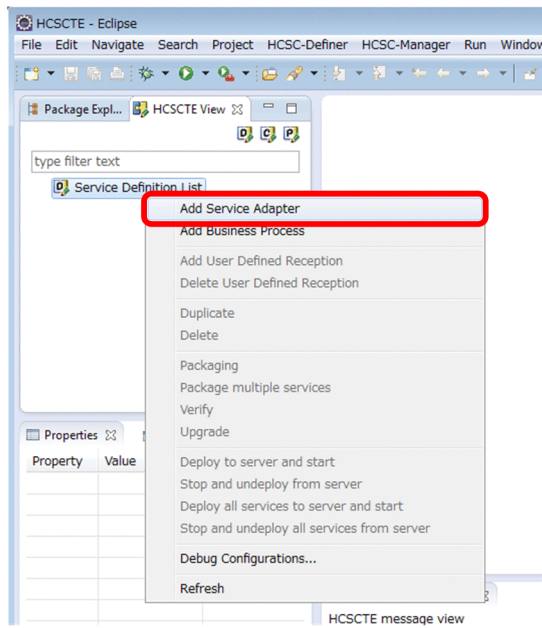 HCSCTE - Eclipse
File Edit Navigate Search Project HCSC-Definer HCSC-Manager Run Window
Package Expl... HCSCTE View
type filter text
Service Definition List
Add Service Adapter
Add Business Process
Add User Defined Reception
Delete User Defined Reception
Duplicate
Delete
Packaging
Package multiple services
Verify
Upgrade
Deploy to server and start
Stop and undeploy from server
Deploy all services to server and start
Stop and undeploy all services from server
Debug Configurations...
Refresh
Properties
Property Value
HCSCTE message view